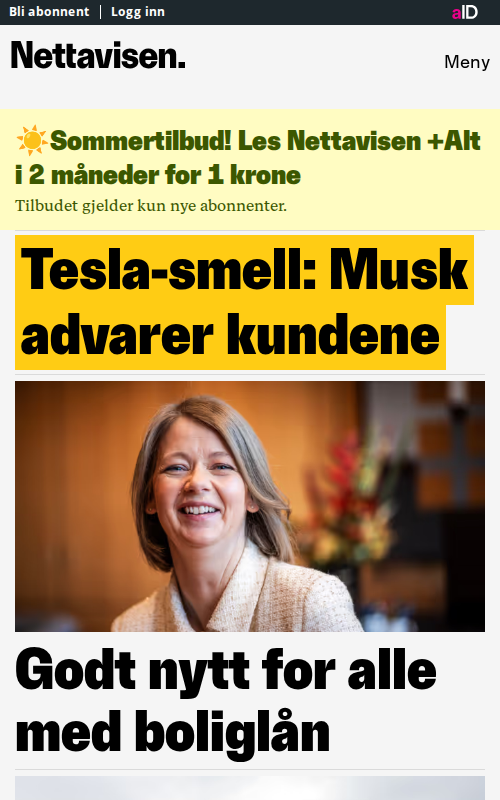 Bli abonnent | Logg inn
aID
Nettavisen.
Meny
☀️Sommertilbud! Les Nettavisen +Alt
i 2 måneder for 1 krone
Tilbudet gjelder kun nye abonnenter.
Tesla-smell: Musk
advarer kundene
Godt nytt for alle
med boliglån